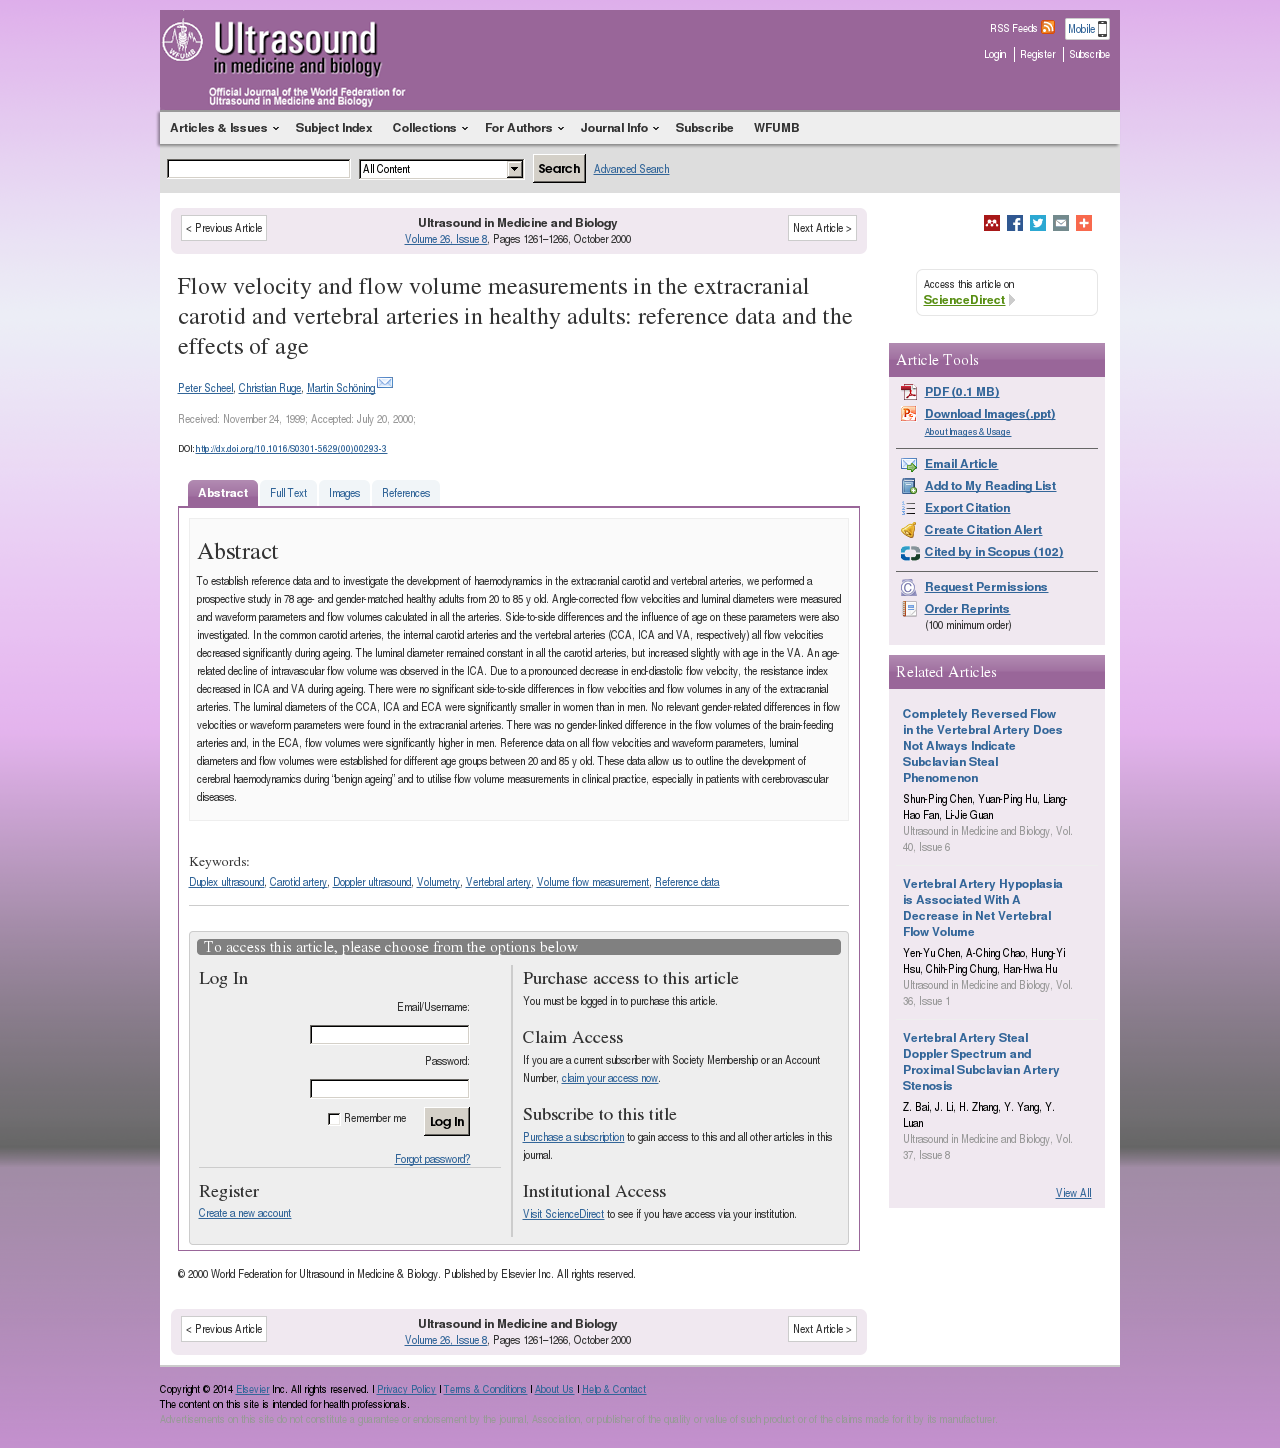 Ultrasound
in medicine and biology
Official Journal of the World Federation for
Ultrasound in Medicine and Biology
WFUMB
RSS Feeds
Mobile
Login
Register
Subscribe
Articles & Issues
Subject Index
Collections
For Authors
Journal Info
Subscribe
WFUMB
All Content
Search
Advanced Search
< Previous Article
Ultrasound in Medicine and Biology
Volume 26, Issue 8, Pages 1261–1266, October 2000
Next Article >
Flow velocity and flow volume measurements in the extracranial
carotid and vertebral arteries in healthy adults: reference data and the
effects of age
Peter Scheel, Christian Ruge, Martin Schöning
Received: November 24, 1999; Accepted: July 20, 2000;
DOI: http://dx.doi.org/10.1016/S0301-5629(00)00293-3
Abstract
Full Text
Images
References
Abstract
To establish reference data and to investigate the development of haemodynamics in the extracranial carotid and vertebral arteries, we performed a
prospective study in 78 age- and gender-matched healthy adults from 20 to 85 y old. Angle-corrected flow velocities and luminal diameters were measured
and waveform parameters and flow volumes calculated in all the arteries. Side-to-side differences and the influence of age on these parameters were also
investigated. In the common carotid arteries, the internal carotid arteries and the vertebral arteries (CCA, ICA and VA, respectively) all flow velocities
decreased significantly during ageing. The luminal diameter remained constant in all the carotid arteries, but increased slightly with age in the VA. An age-
related decline of intravascular flow volume was observed in the ICA. Due to a pronounced decrease in end-diastolic flow velocity, the resistance index
decreased in ICA and VA during ageing. There were no significant side-to-side differences in flow velocities and flow volumes in any of the extracranial
arteries. The luminal diameters of the CCA, ICA and ECA were significantly smaller in women than in men. No relevant gender-related differences in flow
velocities or waveform parameters were found in the extracranial arteries. There was no gender-linked difference in the flow volumes of the brain-feeding
arteries and, in the ECA, flow volumes were significantly higher in men. Reference data on all flow velocities and waveform parameters, luminal
diameters and flow volumes were established for different age groups between 20 and 85 y old. These data allow us to outline the development of
cerebral haemodynamics during “benign ageing” and to utilise flow volume measurements in clinical practice, especially in patients with cerebrovascular
diseases.
Keywords:
Duplex ultrasound, Carotid artery, Doppler ultrasound, Volumetry, Vertebral artery, Volume flow measurement, Reference data
To access this article, please choose from the options below
Log In
Email/Username:
Password:
Remember me
Log In
Forgot password?
Register
Create a new account
Purchase access to this article
You must be logged in to purchase this article.
Claim Access
If you are a current subscriber with Society Membership or an Account
Number, claim your access now.
Subscribe to this title
Purchase a subscription to gain access to this and all other articles in this
journal.
Institutional Access
Visit ScienceDirect to see if you have access via your institution.
© 2000 World Federation for Ultrasound in Medicine & Biology. Published by Elsevier Inc. All rights reserved.
< Previous Article
Ultrasound in Medicine and Biology
Volume 26, Issue 8, Pages 1261–1266, October 2000
Next Article >
Access this article on
ScienceDirect
Article Tools
PDF (0.1 MB)
Download Images(.ppt)
About Images & Usage
Email Article
Add to My Reading List
Export Citation
Create Citation Alert
Cited by in Scopus (102)
Request Permissions
Order Reprints
(100 minimum order)
Related Articles
Completely Reversed Flow
in the Vertebral Artery Does
Not Always Indicate
Subclavian Steal
Phenomenon
Shun-Ping Chen, Yuan-Ping Hu, Liang-
Hao Fan, Li-Jie Guan
Ultrasound in Medicine and Biology, Vol.
40, Issue 6
Vertebral Artery Hypoplasia
is Associated With A
Decrease in Net Vertebral
Flow Volume
Yen-Yu Chen, A-Ching Chao, Hung-Yi
Hsu, Chih-Ping Chung, Han-Hwa Hu
Ultrasound in Medicine and Biology, Vol.
36, Issue 1
Vertebral Artery Steal
Doppler Spectrum and
Proximal Subclavian Artery
Stenosis
Z. Bai, J. Li, H. Zhang, Y. Yang, Y.
Luan
Ultrasound in Medicine and Biology, Vol.
37, Issue 8
View All
Copyright © 2014 Elsevier Inc. All rights reserved. | Privacy Policy | Terms & Conditions | About Us | Help & Contact
The content on this site is intended for health professionals.
Advertisements on this site do not constitute a guarantee or endorsement by the journal, Association, or publisher of the quality or value of such product or of the claims made for it by its manufacturer.